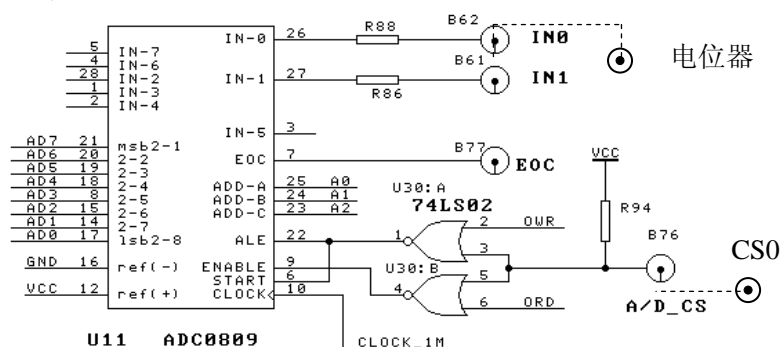 B62
IN-0 26 R88 IN0
5 IN-7 B61 电位器
4 IN-6
28 IN-2 IN-1 27 R86 IN1
1 IN-3
2 IN-4
IN-5 3
AD7 21 msb2-1 B77 VCC
AD6 20 2-2 EOC 7 EOC
AD5 19 2-3
AD4 18 2-4 ADD-A 25 A0 U30:A
AD3 8 2-5 ADD-B 24 A1 74LS02 R94
AD2 15 2-6 ADD-C 23 A2
AD1 14 2-7 2 OWR
AD0 17 lsb2-8 ALE 22 1 B76
3 CS0
GND 16 ref(-) ENABLE 9 U30:B 5
START 6 4
VCC 12 ref(+) CLOCK 10 6 ORD A/D_CS
U11 ADC0809 CLOCK_1M